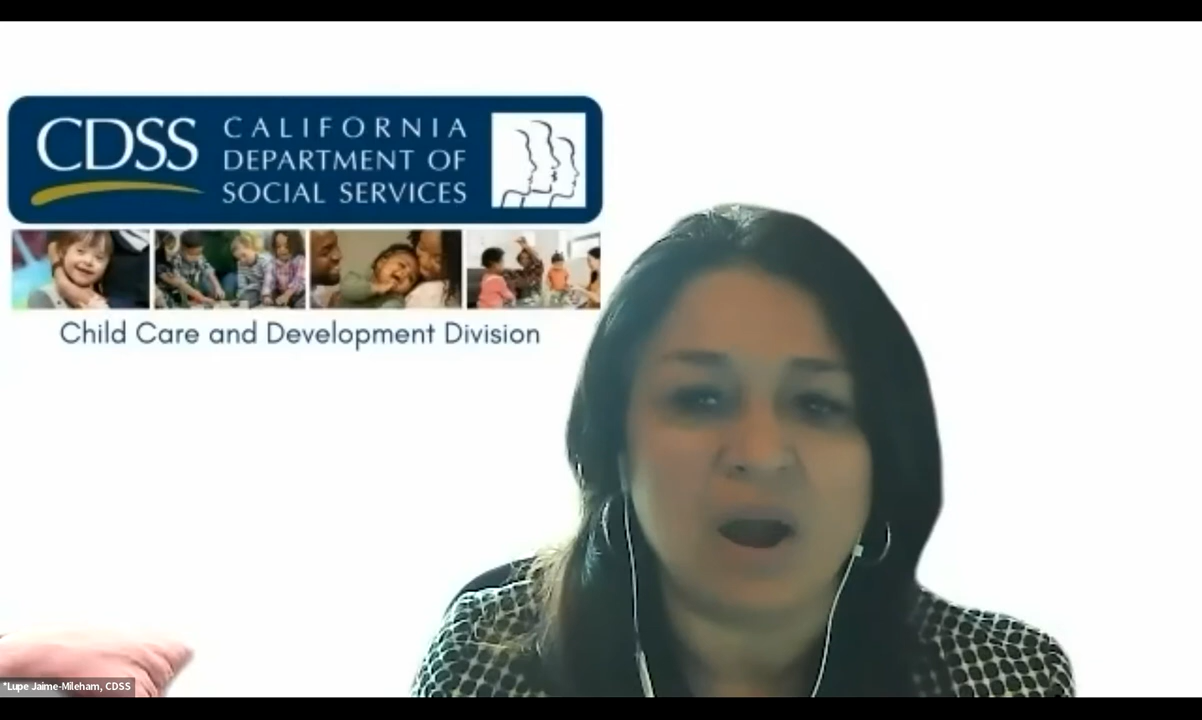 CDSS
CALIFORNIA
DEPARTMENT OF
SOCIAL SERVICES
Child Care and Development Division
*Lupe Jaime-Mileham, CDSS